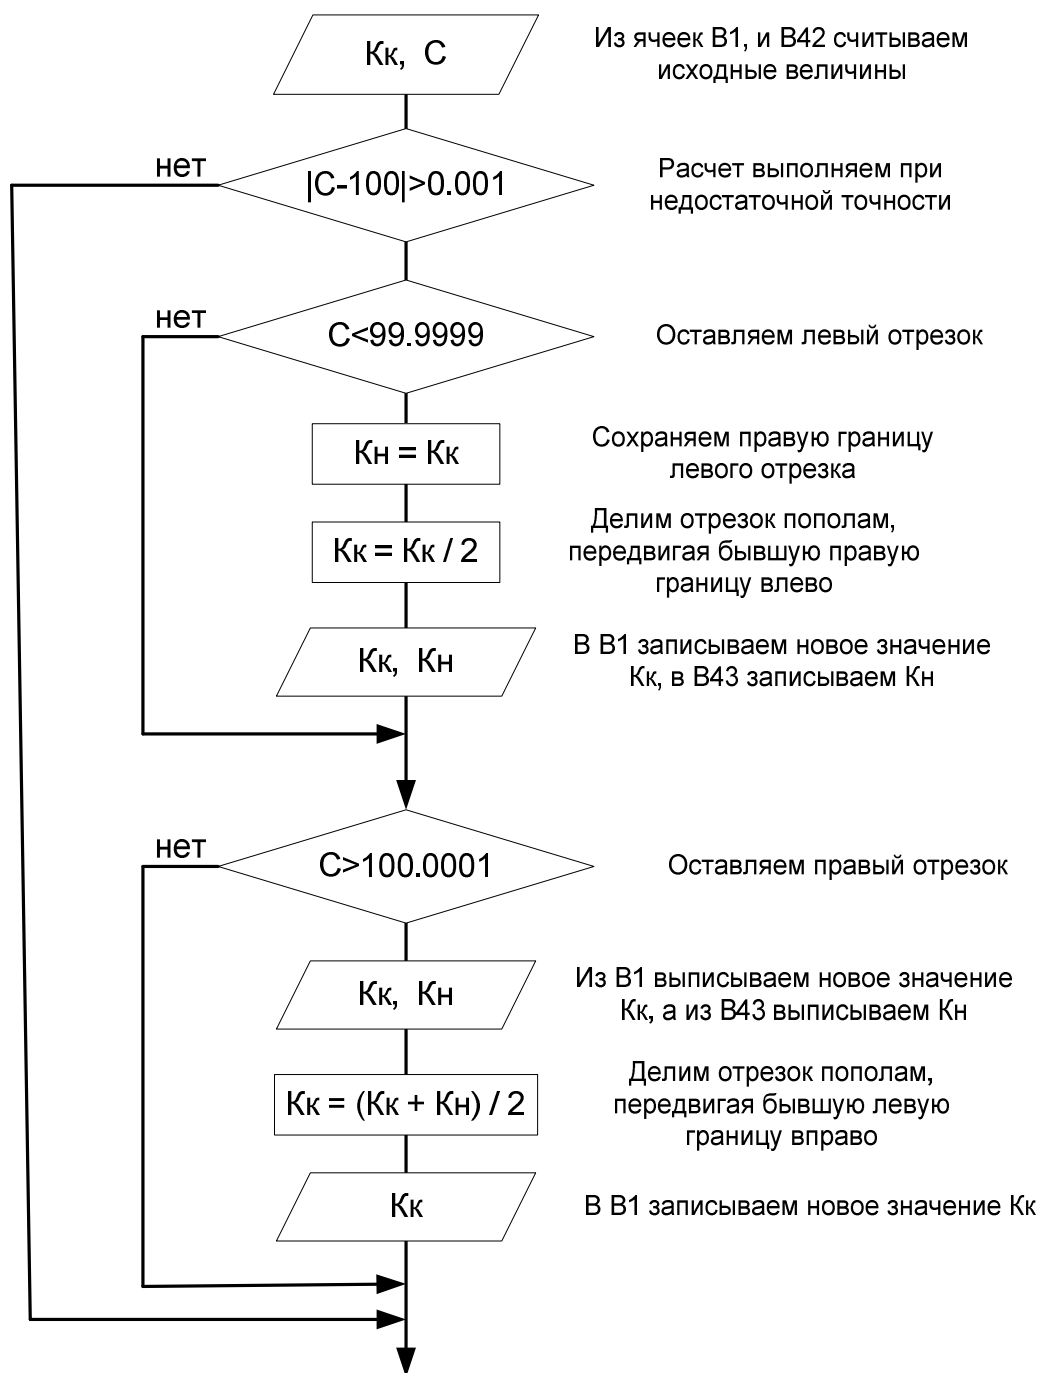 Кк, С
Из ячеек В1, и В42 считываем
исходные величины
нет
|С-100|>0.001
Расчет выполняем при
недостаточной точности
нет
С<99.9999
Оставляем левый отрезок
Кн = Кк
Сохраняем правую границу
левого отрезка
Кк = Кк / 2
Делим отрезок пополам,
передвигая бывшую правую
границу влево
Кк, Кн
В В1 записываем новое значение
Кк, в В43 записываем Кн
нет
С>100.0001
Оставляем правый отрезок
Кк, Кн
Из В1 выписываем новое значение
Кк, а из В43 выписываем Кн
Кк = (Кк + Кн) / 2
Делим отрезок пополам,
передвигая бывшую левую
границу вправо
Кк
В В1 записываем новое значение Кк